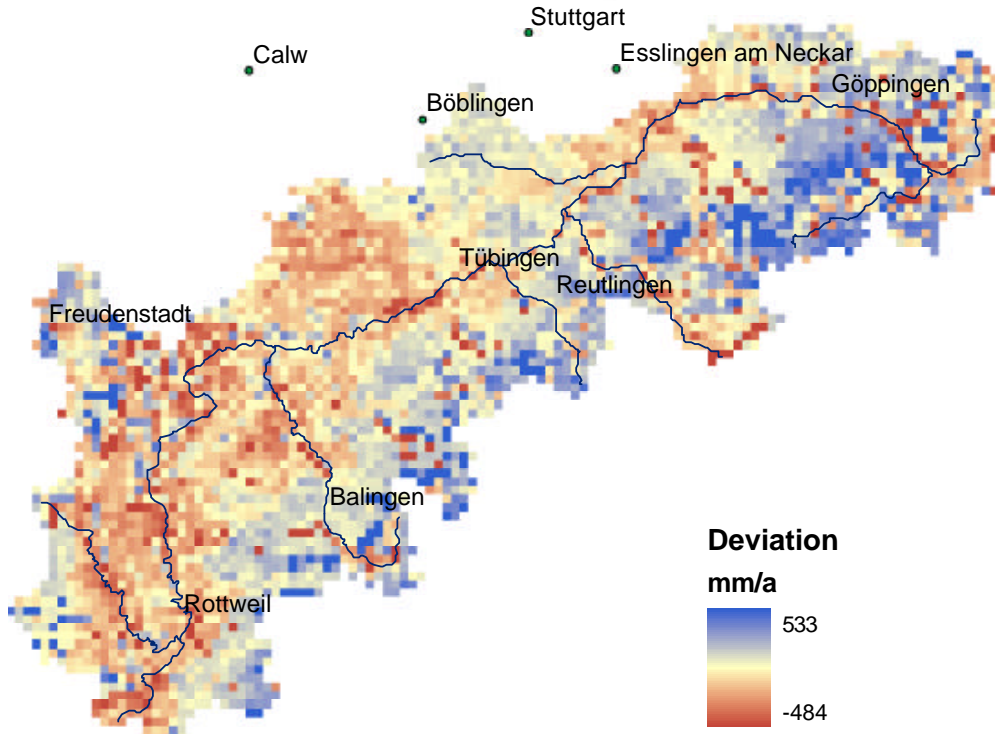 Stuttgart
Calw
Esslingen am Neckar
Göppingen
Böblingen
Tübingen
Reutlingen
Freudenstadt
Balingen
Rottweil
Deviation
mm/a
533
-484